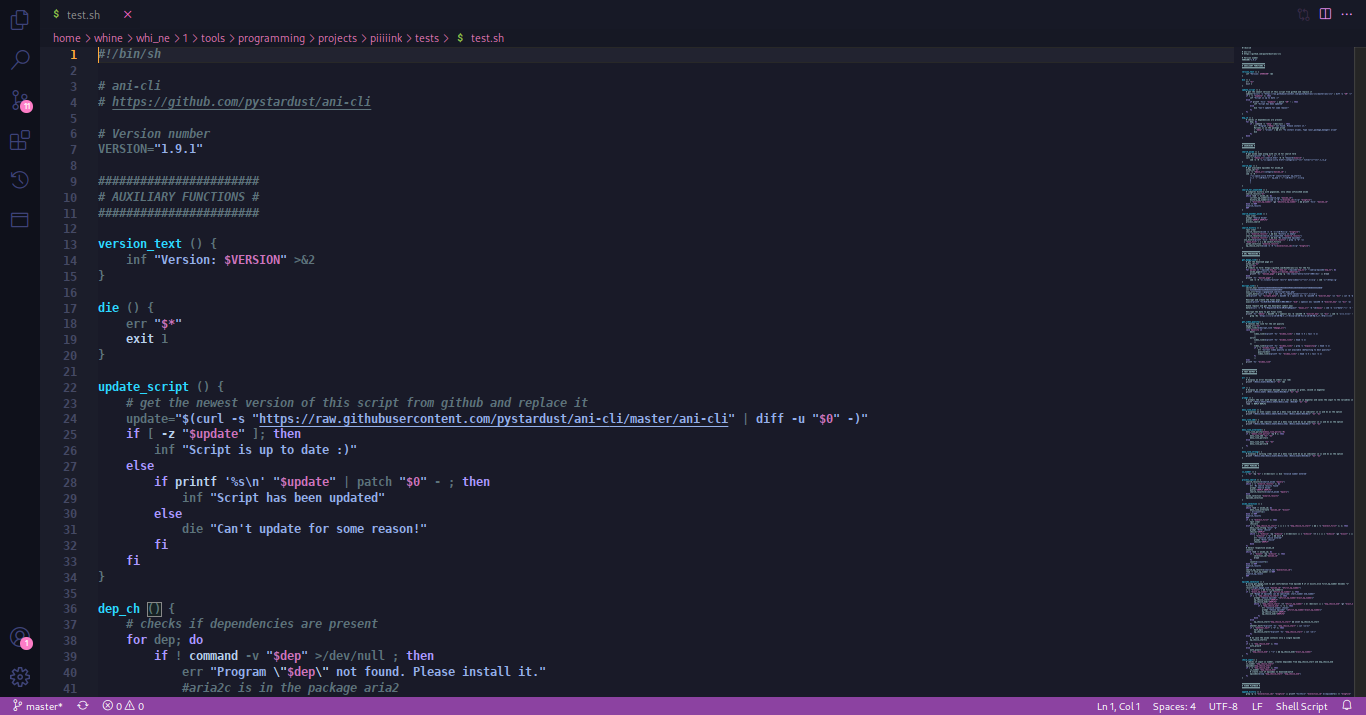 $ test.sh ×
home > whine > whi_ne > 1 > tools > programming > projects > piiiiink > tests > $ test.sh
1 #!/bin/sh
2
3 # ani-cli
4 # https://github.com/pystardust/ani-cli
5
6 # Version number
7 VERSION="1.9.1"
8
9 #######################
10 # AUXILIARY FUNCTIONS #
11 #######################
12
13 version_text () {
14     inf "Version: $VERSION" >&2
15 }
16
17 die () {
18     err "$*"
19     exit 1
20 }
21
22 update_script () {
23     # get the newest version of this script from github and replace it
24     update="$(curl -s "https://raw.githubusercontent.com/pystardust/ani-cli/master/ani-cli" | diff -u "$0" -)"
25     if [ -z "$update" ]; then
26         inf "Script is up to date :)"
27     else
28         if printf '%s\n' "$update" | patch "$0" - ; then
29             inf "Script has been updated"
30         else
31             die "Can't update for some reason!"
32         fi
33     fi
34 }
35
36 dep_ch () {
37     # checks if dependencies are present
38     for dep; do
39         if ! command -v "$dep" >/dev/null ; then
40             err "Program \"$dep\" not found. Please install it."
41             #aria2c is in the package aria2
11
1
master* 0 0 Ln 1, Col 1 Spaces: 4 UTF-8 LF Shell Script